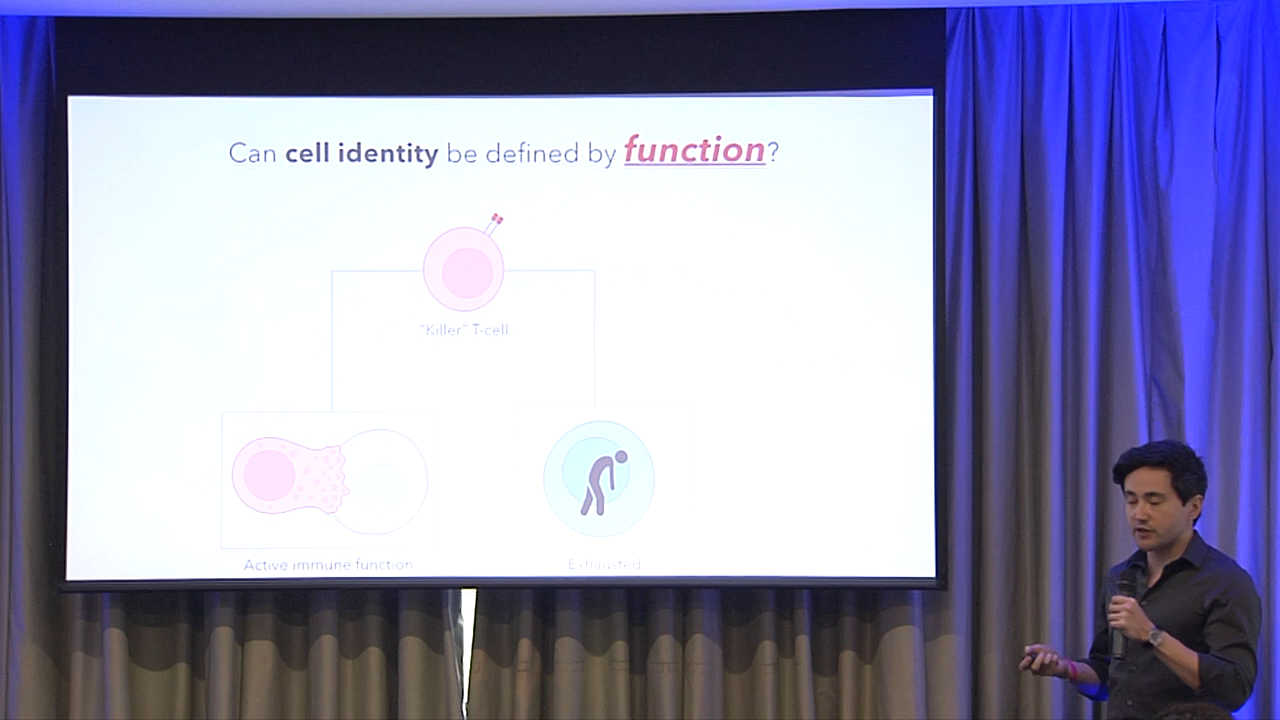 Can cell identity be defined by function?
"Killer" T-cell
Active immune function
Exhausted